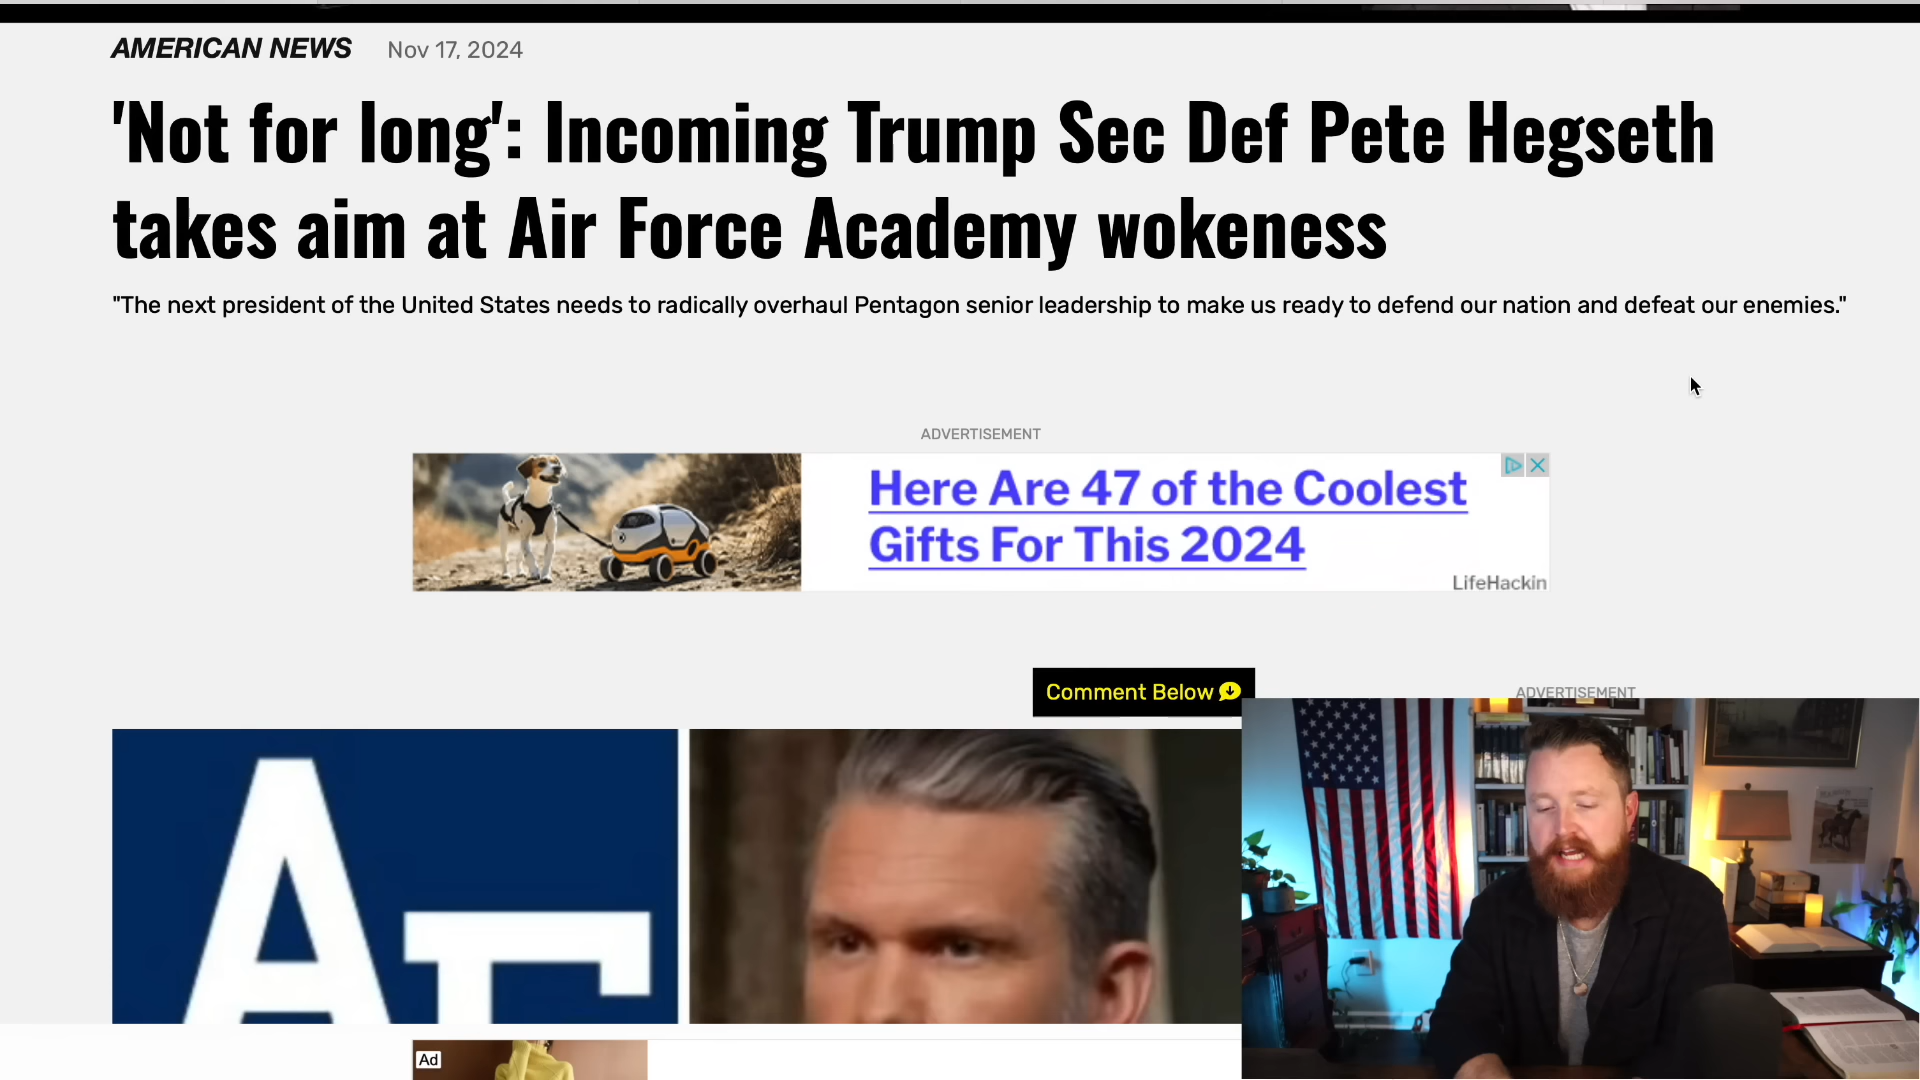 AMERICAN NEWS Nov 17, 2024
'Not for long': Incoming Trump Sec Def Pete Hegseth
takes aim at Air Force Academy wokeness
"The next president of the United States needs to radically overhaul Pentagon senior leadership to make us ready to defend our nation and defeat our enemies."
ADVERTISEMENT
Here Are 47 of the Coolest
Gifts For This 2024
LifeHackin
Comment Below
ADVERTISEMENT
AF
Ad